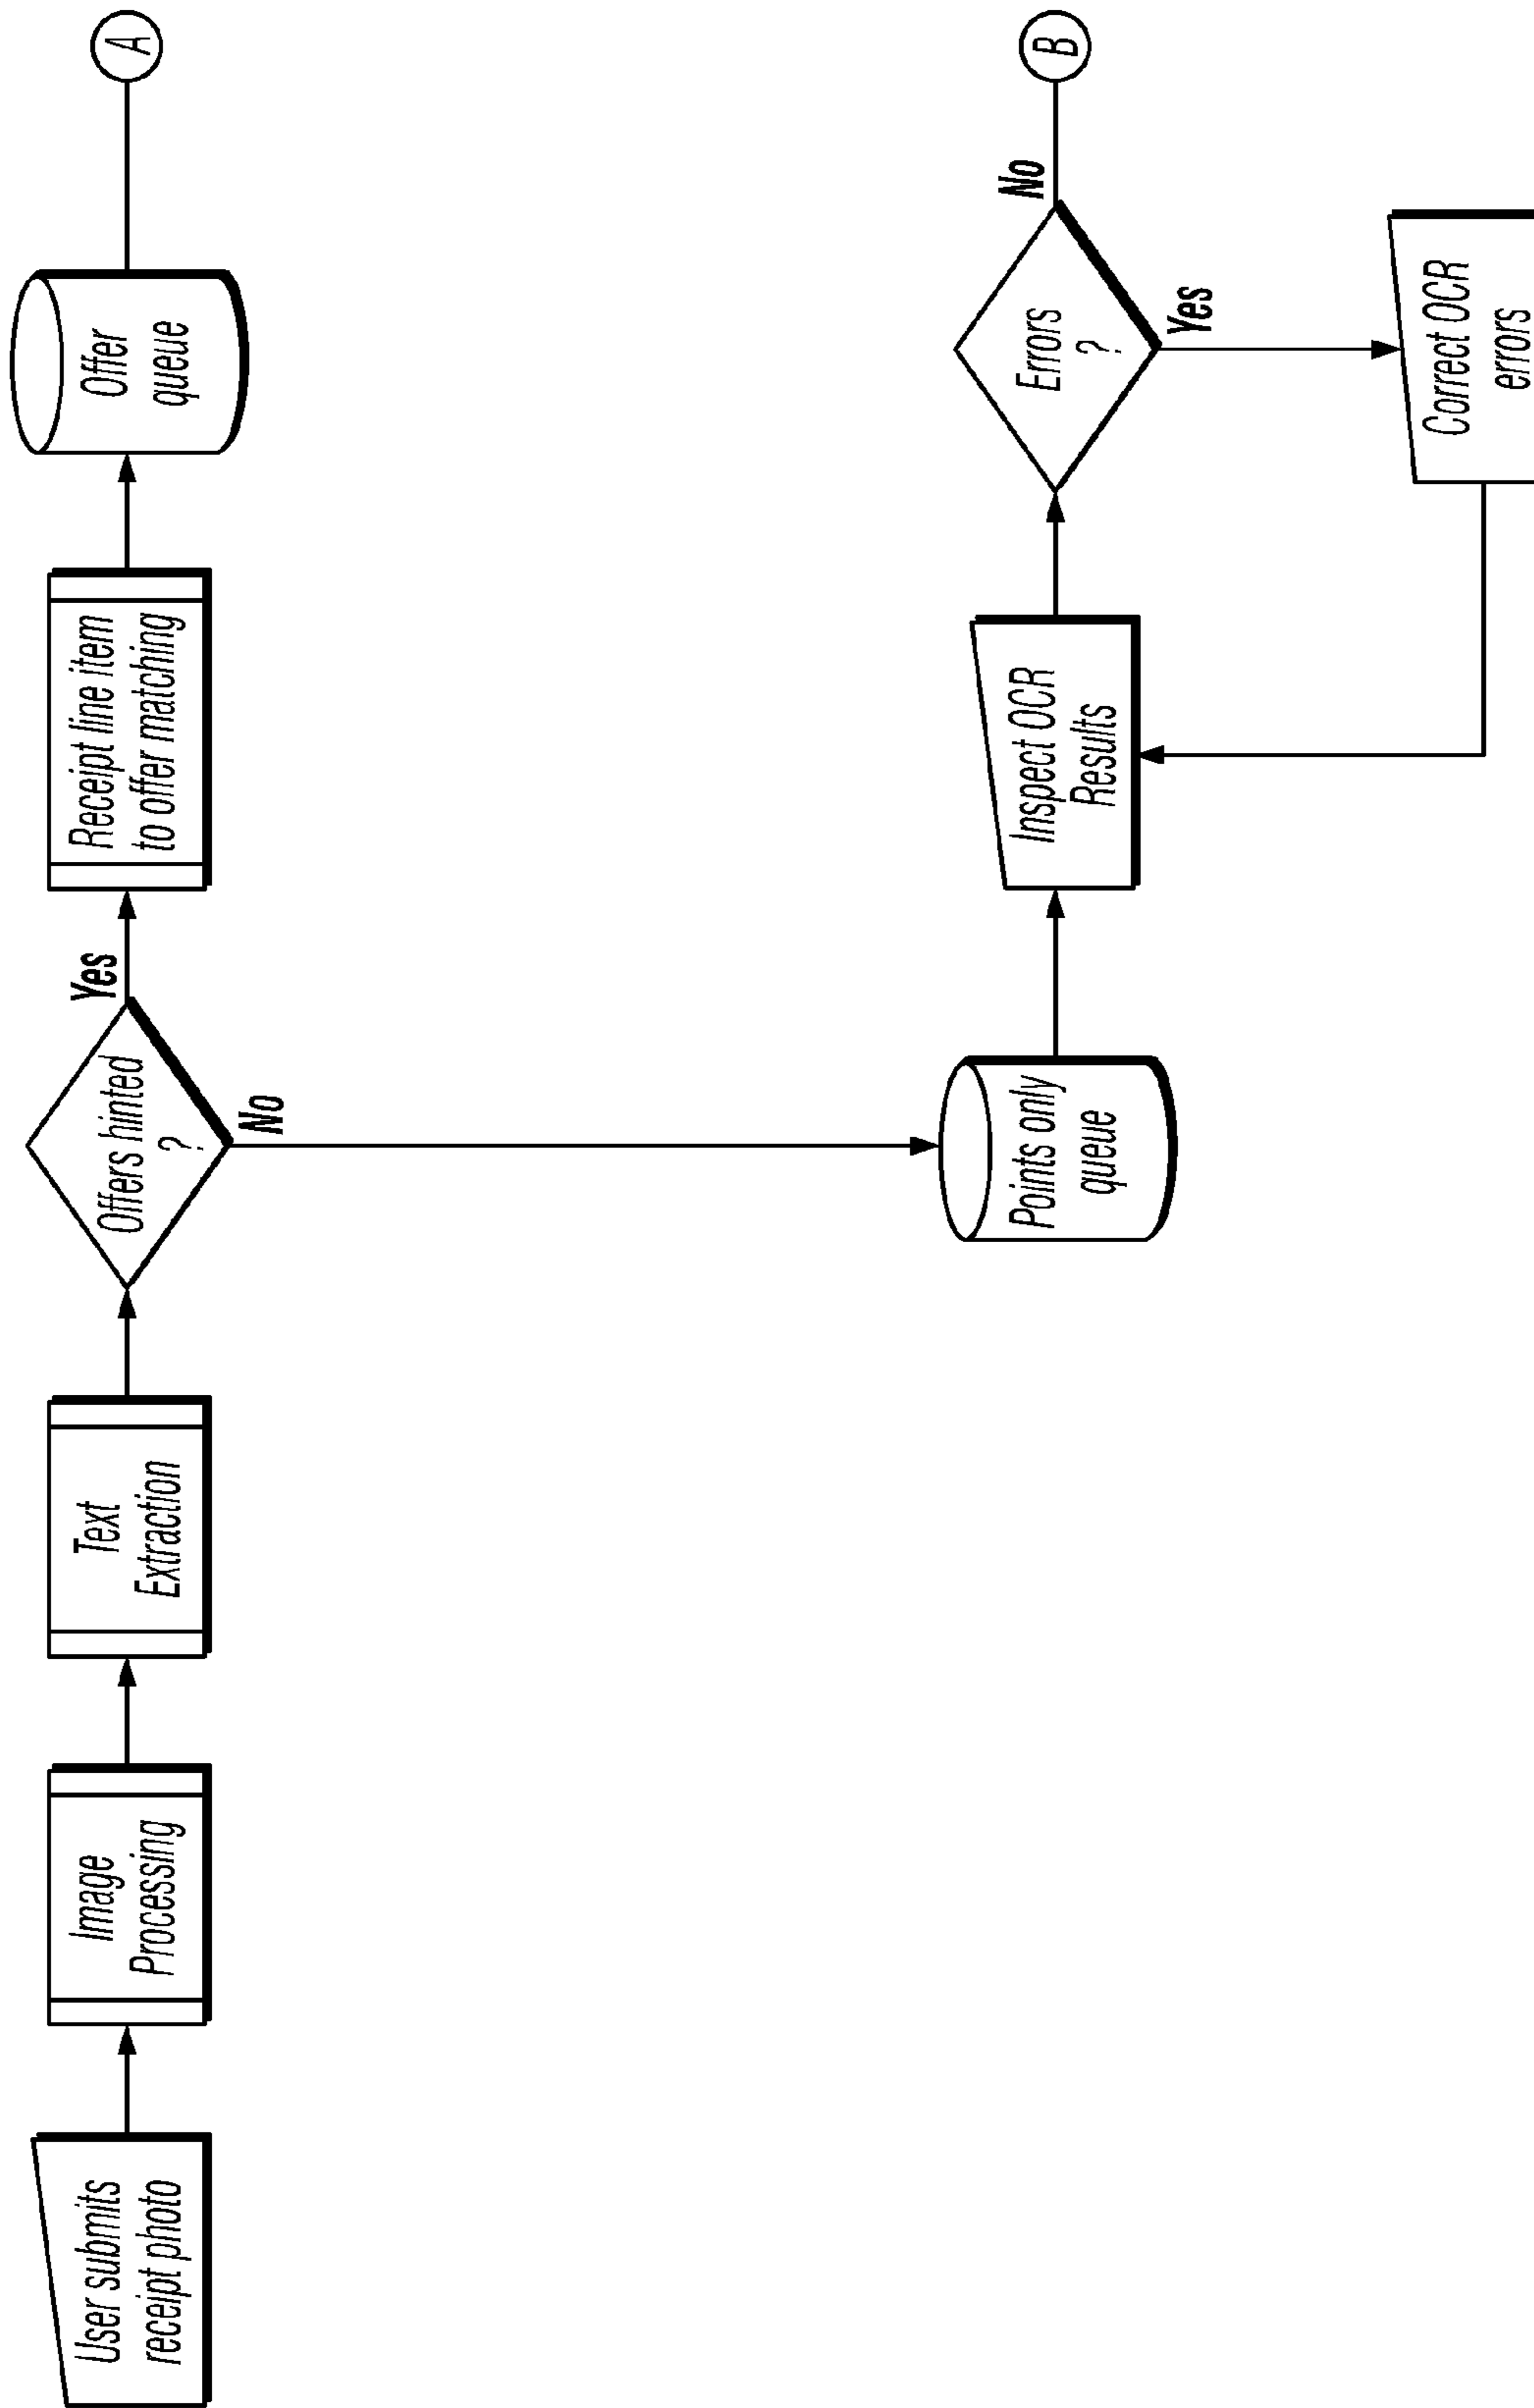 User submits
receipt photo
Image
Processing
Text
Extraction
Offers hinted
?
Yes
No
Receipt line item
to offer matching
Offer
queue
A
Points only
queue
Inspect OCR
Results
Errors
?
No
Yes
B
Correct OCR
errors